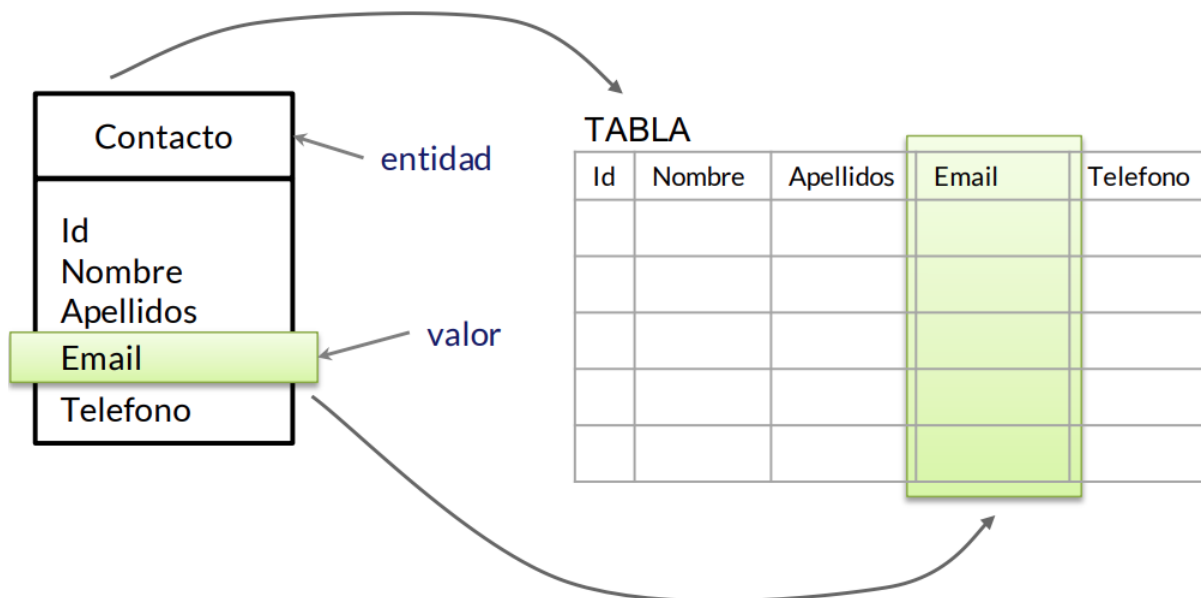 Contacto
entidad
Id
Nombre
Apellidos
Email
valor
Telefono
TABLA
Id Nombre Apellidos Email Telefono